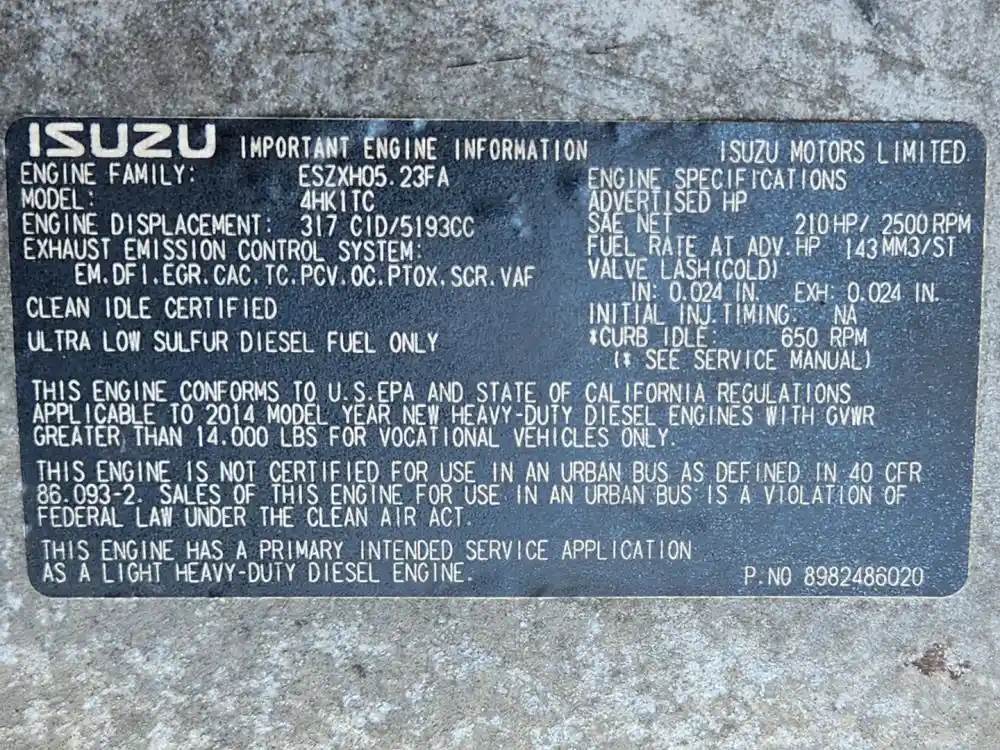 ISUZU IMPORTANT ENGINE INFORMATION ISUZU MOTORS LIMITED
ENGINE FAMILY: ESZXH05.23FA
MODEL: 4HK1TC
ENGINE DISPLACEMENT: 317 CID/5193CC
EXHAUST EMISSION CONTROL SYSTEM:
EM.DFI.EGR.CAC.TC.PCV.OC.PTOX.SCR.VAF
CLEAN IDLE CERTIFIED
ULTRA LOW SULFUR DIESEL FUEL ONLY
ENGINE SPECIFICATIONS
ADVERTISED HP
SAE NET 210 HP/ 2500 RPM
FUEL RATE AT ADV. HP 143 MM3/ST
VALVE LASH(COLD)
IN: 0.024 IN. EXH: 0.024 IN.
INITIAL INJ.TIMING: NA
*CURB IDLE: 650 RPM
(* SEE SERVICE MANUAL)
THIS ENGINE CONFORMS TO U.S.EPA AND STATE OF CALIFORNIA REGULATIONS
APPLICABLE TO 2014 MODEL YEAR NEW HEAVY-DUTY DIESEL ENGINES WITH GVWR
GREATER THAN 14.000 LBS FOR VOCATIONAL VEHICLES ONLY.
THIS ENGINE IS NOT CERTIFIED FOR USE IN AN URBAN BUS AS DEFINED IN 40 CFR
86.093-2. SALES OF THIS ENGINE FOR USE IN AN URBAN BUS IS A VIOLATION OF
FEDERAL LAW UNDER THE CLEAN AIR ACT.
THIS ENGINE HAS A PRIMARY INTENDED SERVICE APPLICATION
AS A LIGHT HEAVY-DUTY DIESEL ENGINE.
P.NO 8982486020